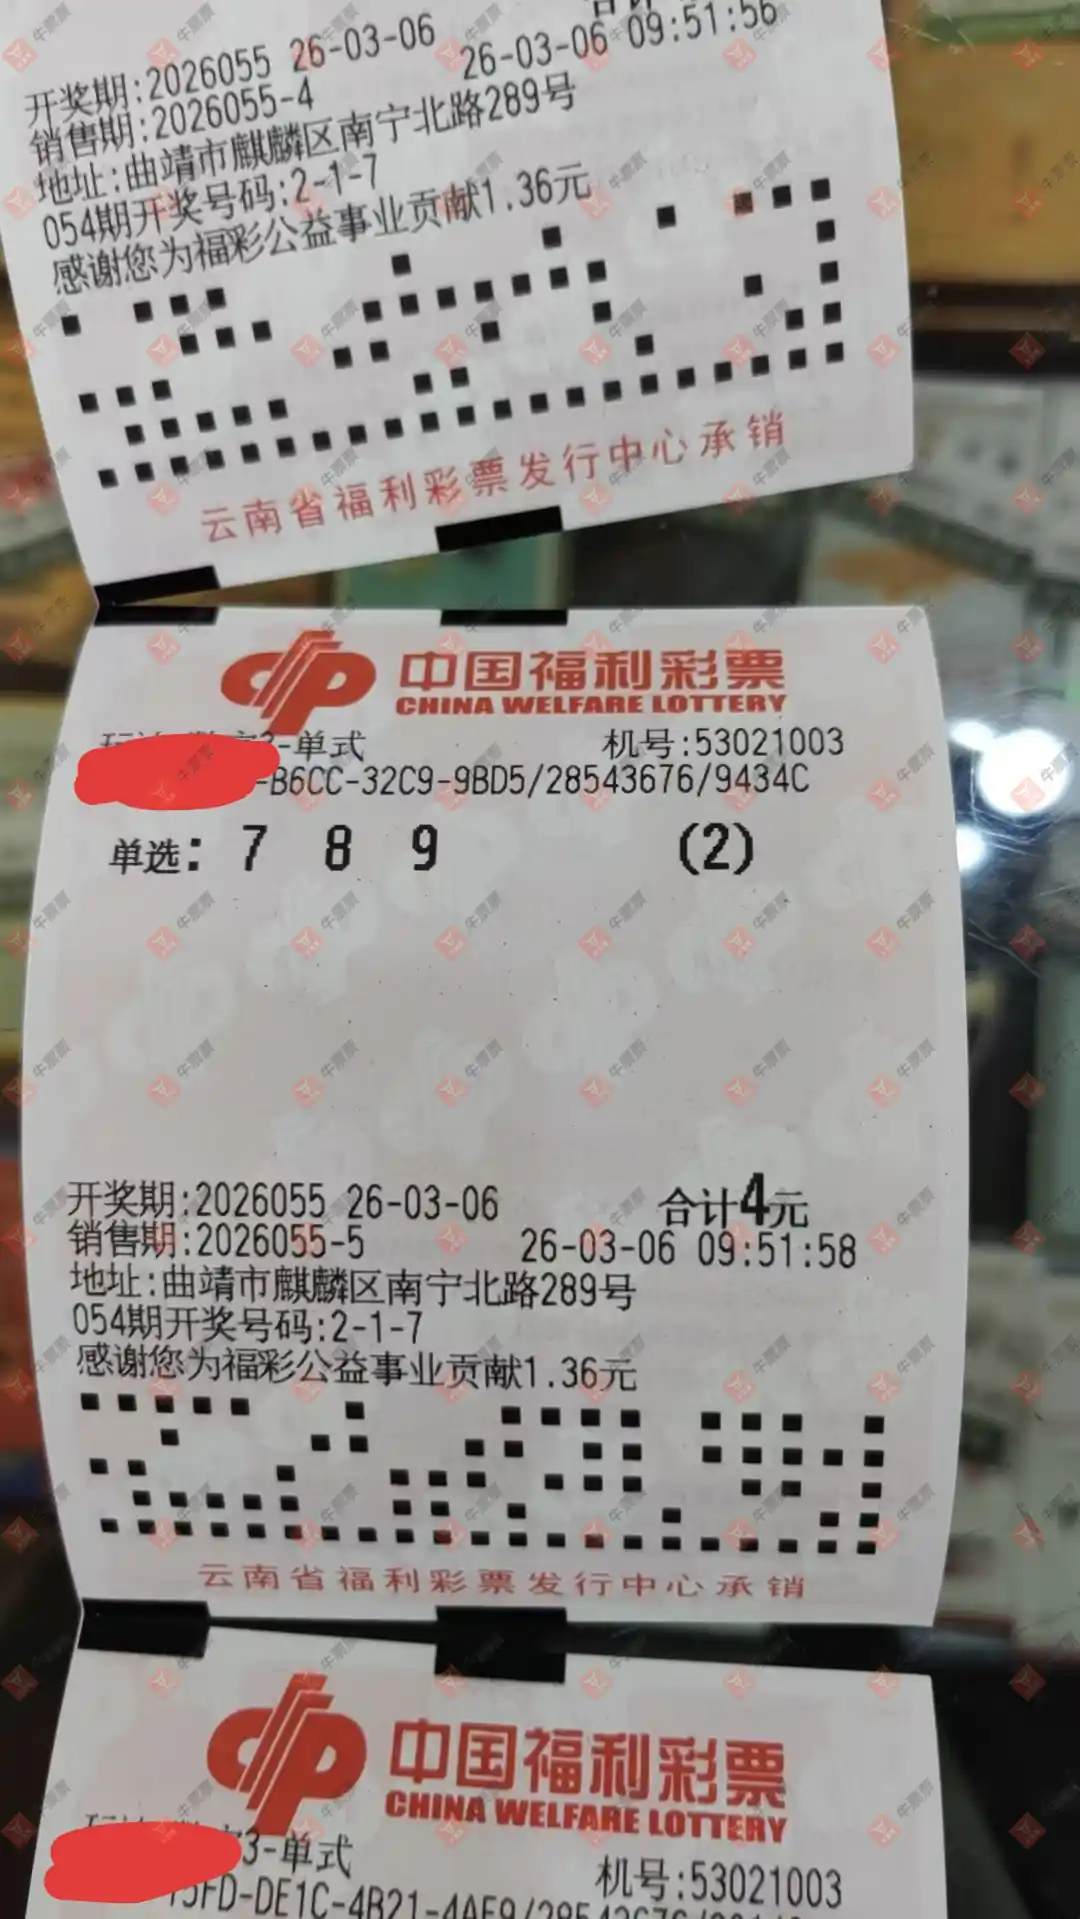 开奖期:2026055 26-03-06
26-03-06 09:51:56
销售期:2026055-4
地址:曲靖市麒麟区南宁北路289号
054期开奖号码:2-1-7
感谢您为福彩公益事业贡献1.36元
云南省福利彩票发行中心承销
中国福利彩票
CHINA WELFARE LOTTERY
3-单式 机号:53021003
-B6CC-32C9-9BD5/28543676/9434C
单选: 7 8 9 (2)
开奖期:2026055 26-03-06 合计4元
销售期:2026055-5 26-03-06 09:51:58
地址:曲靖市麒麟区南宁北路289号
054期开奖号码:2-1-7
感谢您为福彩公益事业贡献1.36元
云南省福利彩票发行中心承销
中国福利彩票
CHINA WELFARE LOTTERY
3-单式 机号:53021003
5FD-DE1C-4B21-4AE9/28543676/
牛票票